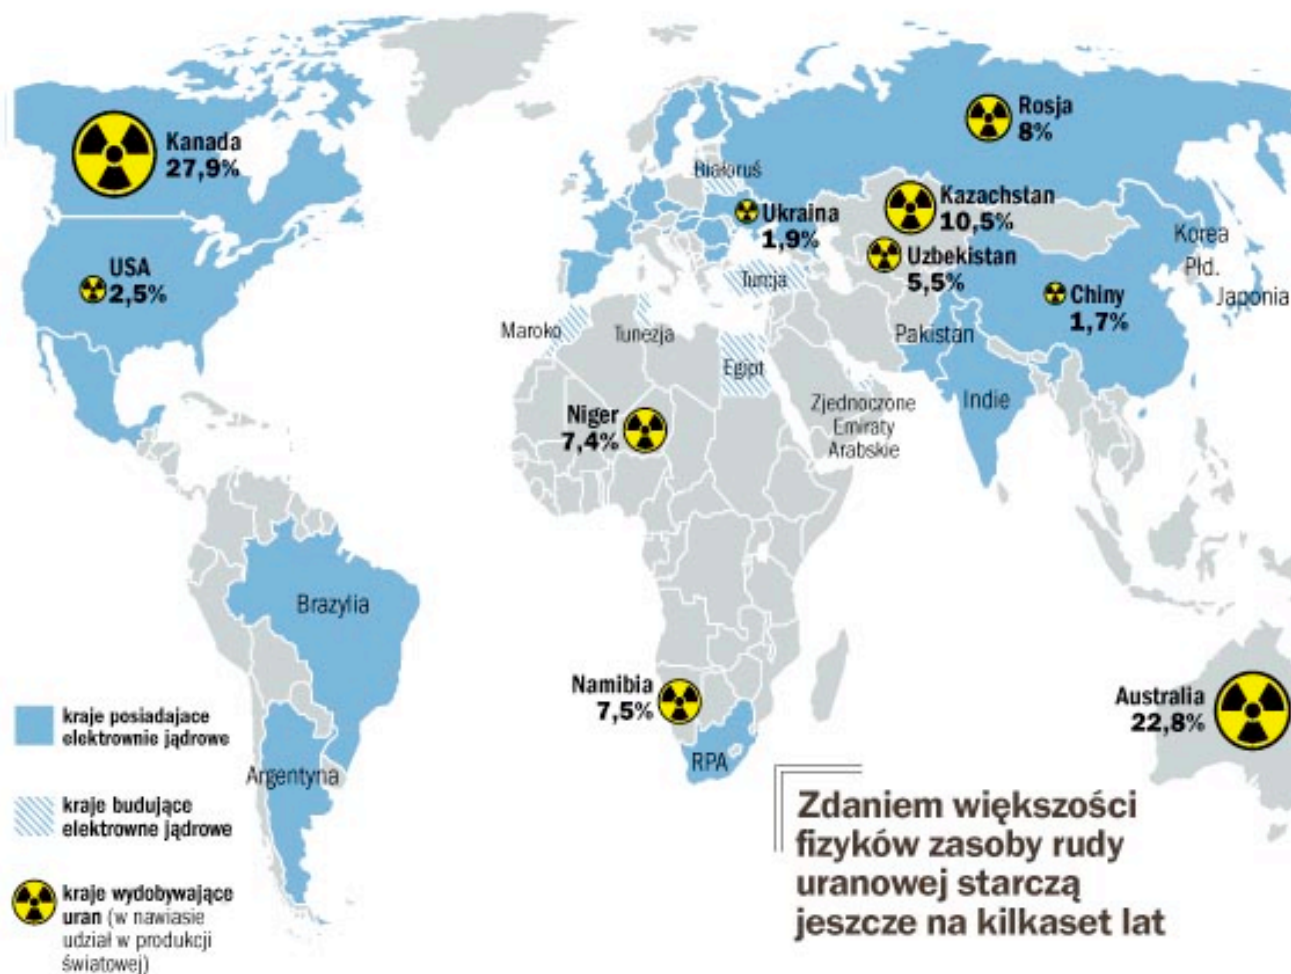 Kanada
27,9%
USA
2,5%
Rosja
8%
Białoruś
Ukraina
1,9%
Kazachstan
10,5%
Uzbekistan
5,5%
Korea
Płd.
Japonia
Chiny
1,7%
Turcja
Maroko
Tunezja
Egipt
Pakistan
Indie
Zjednoczone
Emiraty
Arabskie
Niger
7,4%
Brazylia
Argentyna
Namibia
7,5%
RPA
Australia
22,8%
kraje posiadajace
elektrownie jądrowe
kraje budujące
elektrowne jądrowe
kraje wydobywające
uran (w nawiasie
udział w produkcji
światowej)
Zdaniem większości
fizyków zasoby rudy
uranowej starczą
jeszcze na kilkaset lat